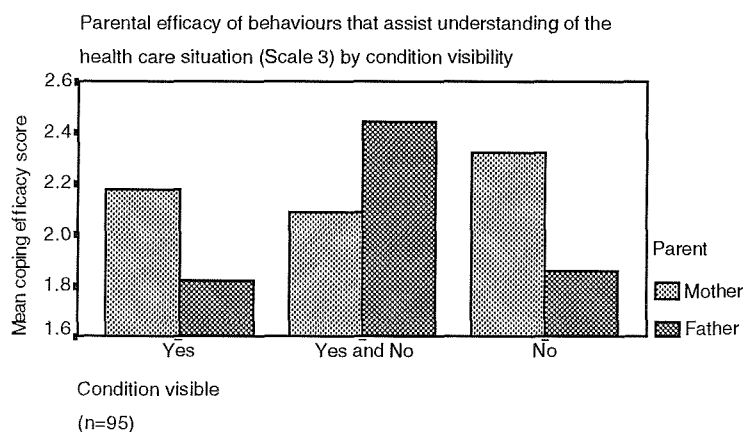 Parental efficacy of behaviours that assist understanding of the
health care situation (Scale 3) by condition visibility
Mean coping efficacy score
2.6
2.4
2.2
2.0
1.8
1.6
Yes
Yes and No
No
Parent
Mother
Father
Condition visible
(n=95)